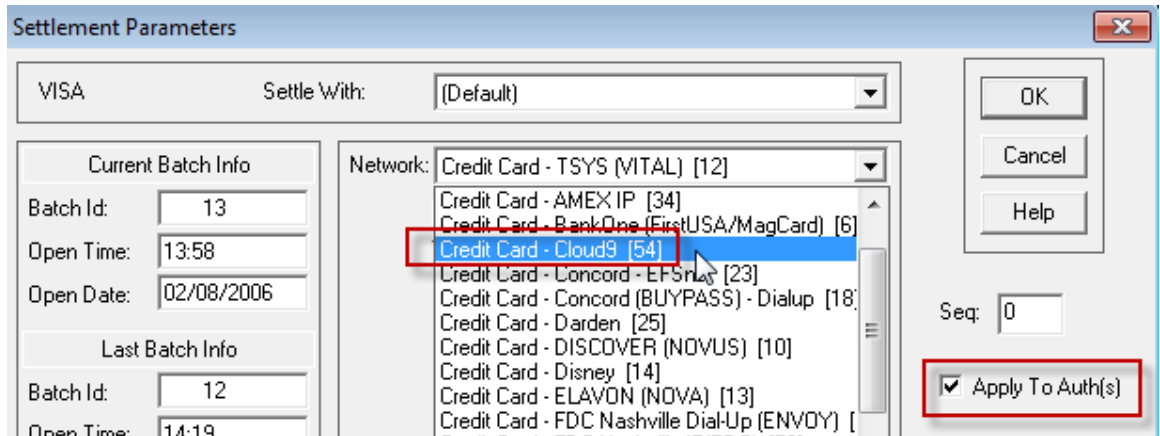 Settlement Parameters
VISA Settle With: (Default)
OK
Cancel
Help
Current Batch Info
Batch Id: 13
Open Time: 13:58
Open Date: 02/08/2006
Last Batch Info
Batch Id: 12
Open Time: 14:19
Network: Credit Card - TSYS (VITAL) [12]
Credit Card - AMEX IP [34]
Credit Card - BankOne (FirstUSA/MagCard) [6]
Credit Card - Cloud9 [54]
Credit Card - Concord - [23]
Credit Card - Concord (BUYPASS) - Dialup [18]
Credit Card - Darden [25]
Credit Card - DISCOVER (NOVUS) [10]
Credit Card - Disney [14]
Credit Card - ELAVON (NOVA) [13]
Credit Card - FDC Nashville Dial-Up (ENVOY) [
Seq: 0
Apply To Auth(s)